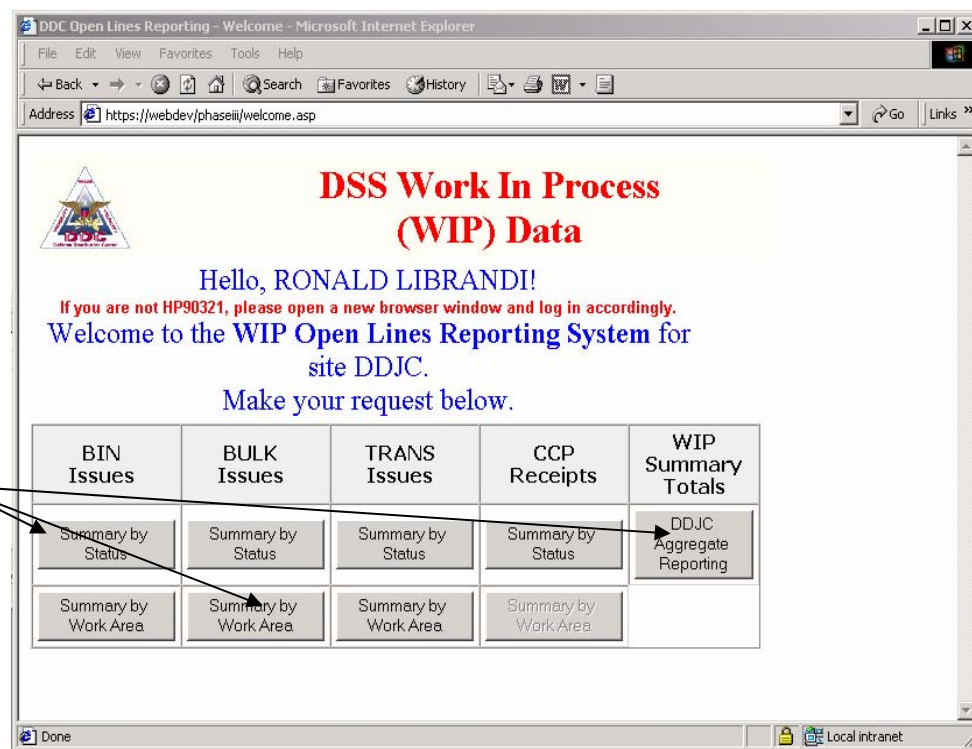 DDC Open Lines Reporting - Welcome - Microsoft Internet Explorer
File Edit View Favorites Tools Help
Back Search Favorites History
Address https://webdev/phaseiii/welcome.asp Go Links »
DDC
DSS Work In Process
(WIP) Data
Hello, RONALD LIBRANDI!
If you are not HP90321, please open a new browser window and log in accordingly.
Welcome to the WIP Open Lines Reporting System for
site DDJC.
Make your request below.
BIN
Issues
BULK
Issues
TRANS
Issues
CCP
Receipts
WIP
Summary
Totals
Summary by
Status
Summary by
Status
Summary by
Status
Summary by
Status
DDJC
Aggregate
Reporting
Summary by
Work Area
Summary by
Work Area
Summary by
Work Area
Summary by
Work Area
Done Local intranet